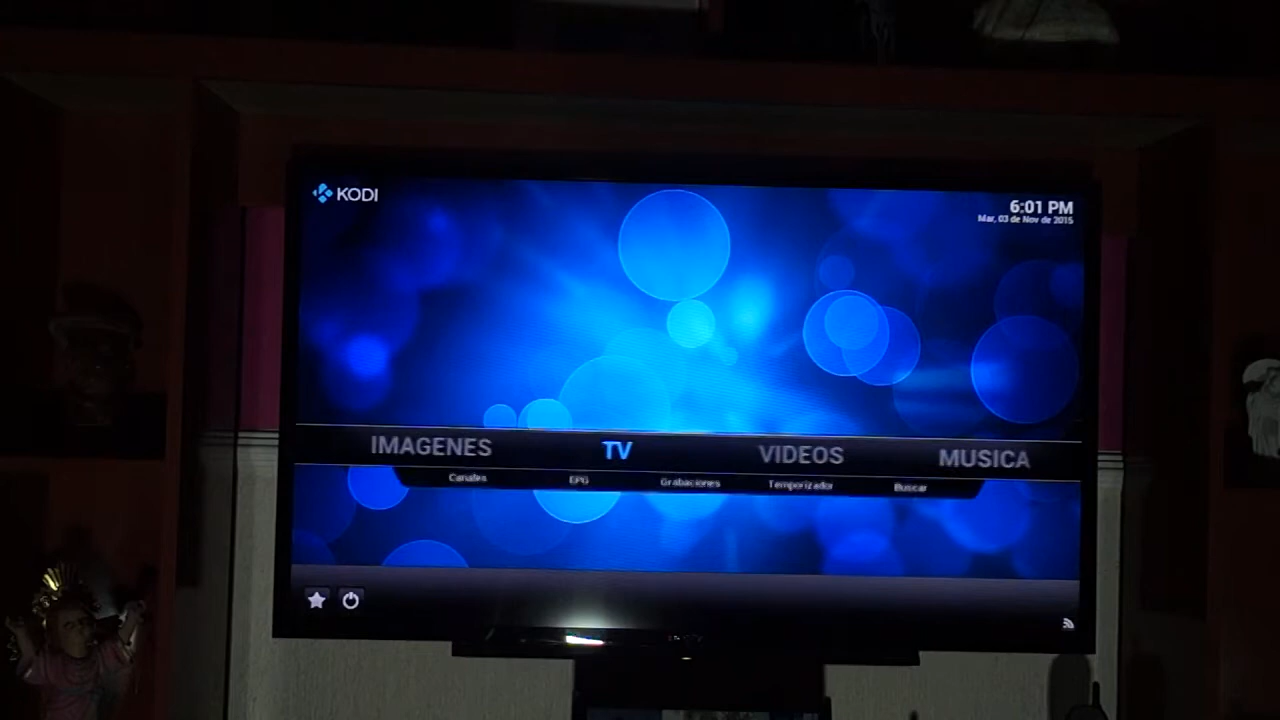 KODI
6:01 PM
Mar, 03 de Nov de 2015
IMAGENES TV VIDEOS MUSICA
Canales EPG Grabaciones Temporizador Buscar